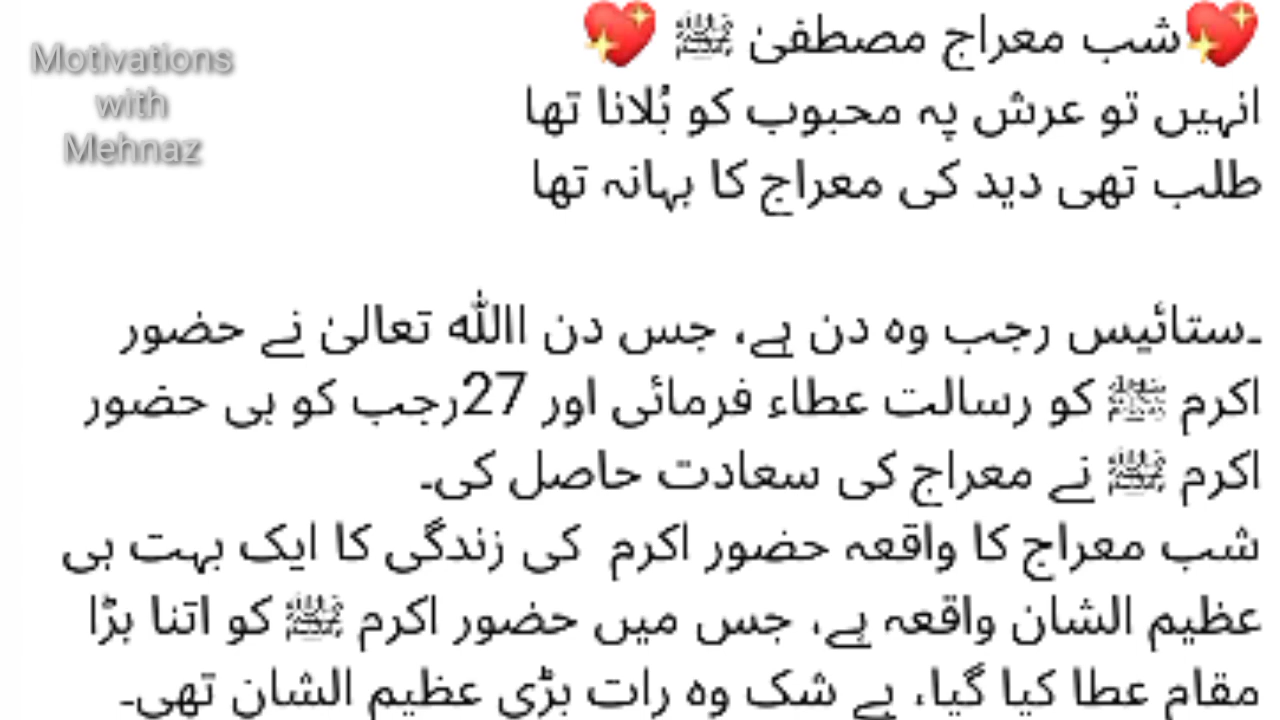 💖شب معراج مصطفیٰ ﷺ 💖
انہیں تو عرش پہ محبوب کو بُلانا تھا
طلب تھی دید کی معراج کا بہانہ تھا
۔ستائیس رجب وہ دن ہے، جس دن االلّٰہ تعالیٰ نے حضور
اکرم ﷺ کو رسالت عطاء فرمائی اور 27رجب کو ہی حضور
اکرم ﷺ نے معراج کی سعادت حاصل کی۔
شب معراج کا واقعہ حضور اکرم  کی زندگی کا ایک بہت ہی
عظیم الشان واقعہ ہے، جس میں حضور اکرم ﷺ کو اتنا بڑا
مقام عطا کیا گیا، بے شک وہ رات بڑی عظیم الشان تھی۔
Motivations
with
Mehnaz